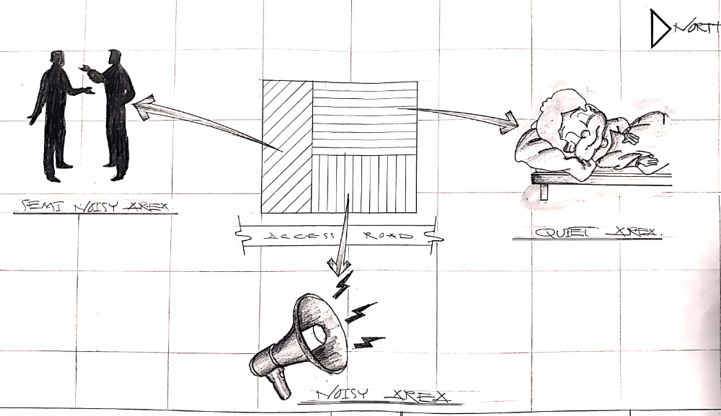 NORTH
SEMI NOISY AREA
QUIET AREA.
ACCESS ROAD
NOISY AREA